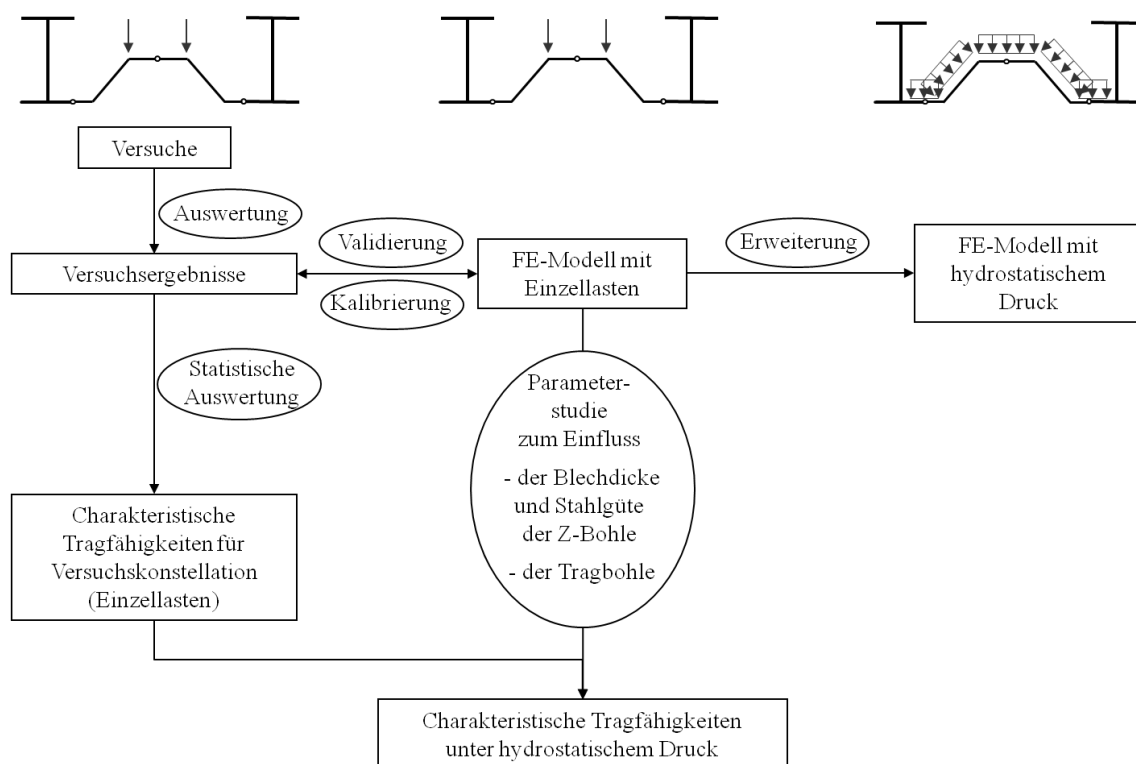 Versuche
Auswertung
Versuchsergebnisse
Validierung
Kalibrierung
FE-Modell mit
Einzellasten
Erweiterung
FE-Modell mit
hydrostatischem
Druck
Statistische
Auswertung
Parameter-
studie
zum Einfluss
- der Blechdicke
und Stahlgüte
der Z-Bohle
- der Tragbohle
Charakteristische
Tragfähigkeiten für
Versuchskonstellation
(Einzellasten)
Charakteristische Tragfähigkeiten
unter hydrostatischem Druck